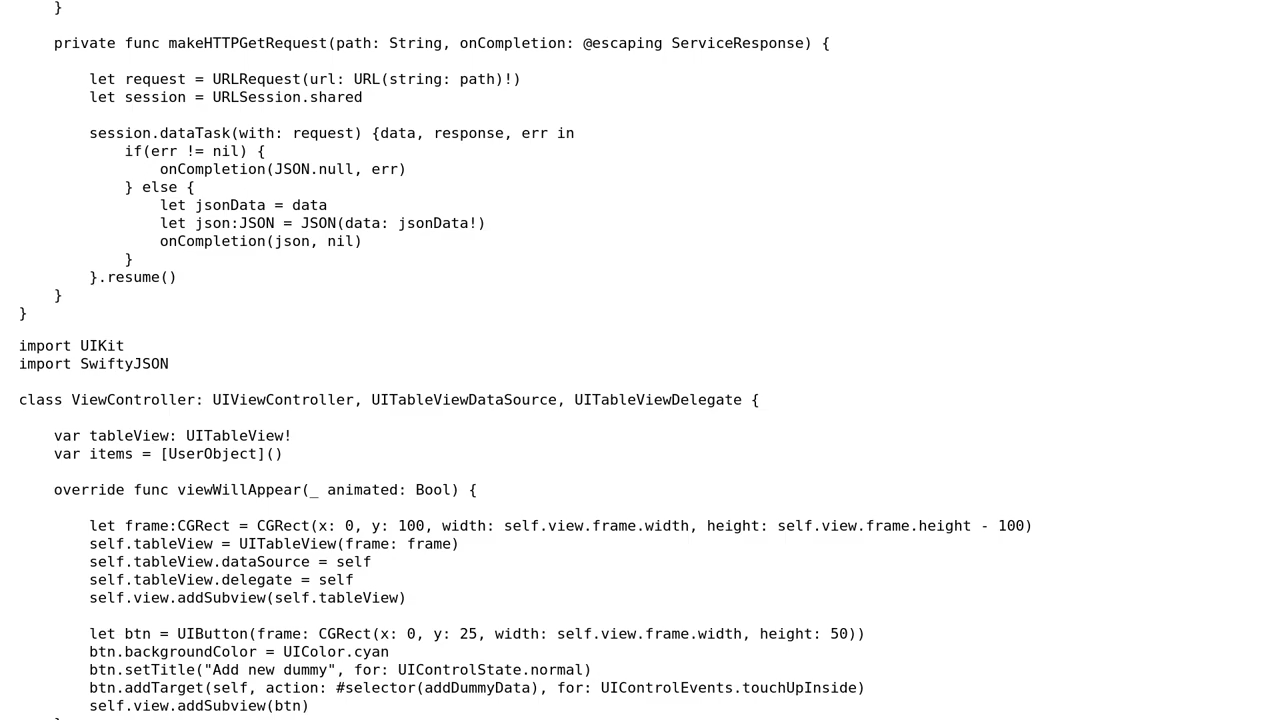 }

    private func makeHTTPGetRequest(path: String, onCompletion: @escaping ServiceResponse) {

        let request = URLRequest(url: URL(string: path)!)
        let session = URLSession.shared

        session.dataTask(with: request) {data, response, err in
            if(err != nil) {
                onCompletion(JSON.null, err)
            } else {
                let jsonData = data
                let json:JSON = JSON(data: jsonData!)
                onCompletion(json, nil)
            }
        }.resume()
    }
}

import UIKit
import SwiftyJSON

class ViewController: UIViewController, UITableViewDataSource, UITableViewDelegate {

    var tableView: UITableView!
    var items = [UserObject]()

    override func viewWillAppear(_ animated: Bool) {

        let frame:CGRect = CGRect(x: 0, y: 100, width: self.view.frame.width, height: self.view.frame.height - 100)
        self.tableView = UITableView(frame: frame)
        self.tableView.dataSource = self
        self.tableView.delegate = self
        self.view.addSubview(self.tableView)

        let btn = UIButton(frame: CGRect(x: 0, y: 25, width: self.view.frame.width, height: 50))
        btn.backgroundColor = UIColor.cyan
        btn.setTitle("Add new dummy", for: UIControlState.normal)
        btn.addTarget(self, action: #selector(addDummyData), for: UIControlEvents.touchUpInside)
        self.view.addSubview(btn)
    }